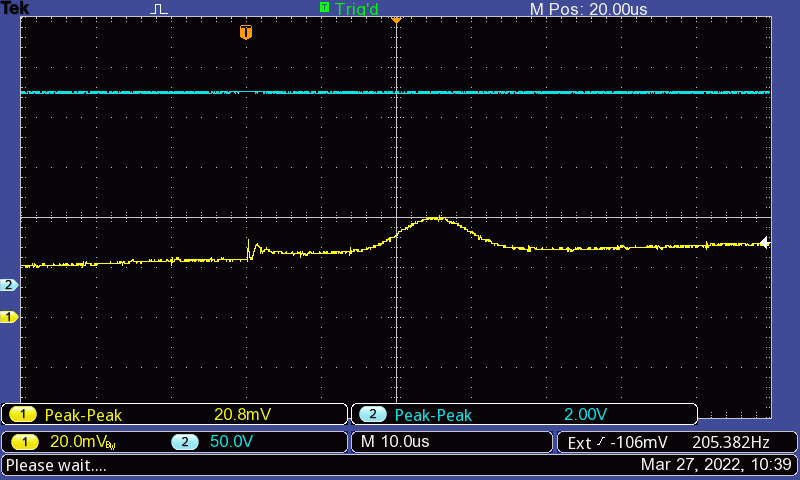 Tek Trig'd M Pos: 20.00us
T
2
1
1 Peak-Peak 20.8mV 2 Peak-Peak 2.00V
1 20.0mVBW 2 50.0V M 10.0us Ext -106mV 205.382Hz
Please wait.... Mar 27, 2022, 10:39